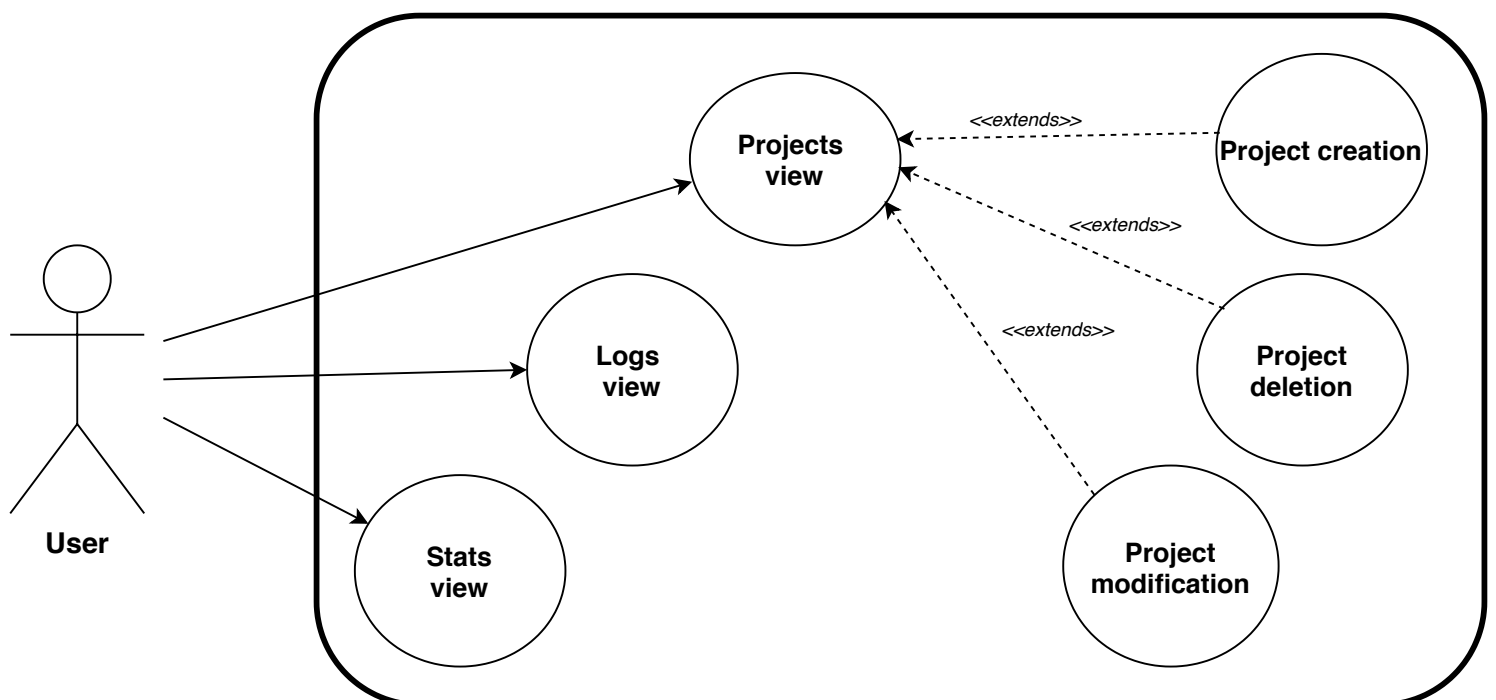 <<extends>>
Projects
view
Project creation
<<extends>>
<<extends>>
Logs
view
Project
deletion
User
Stats
view
Project
modification